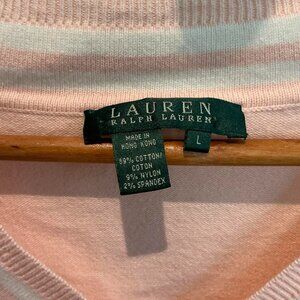 LAUREN
RALPH LAUREN
L
MADE IN
HONG KONG
89% COTTON/
COTON
9% NYLON
2% SPANDEX